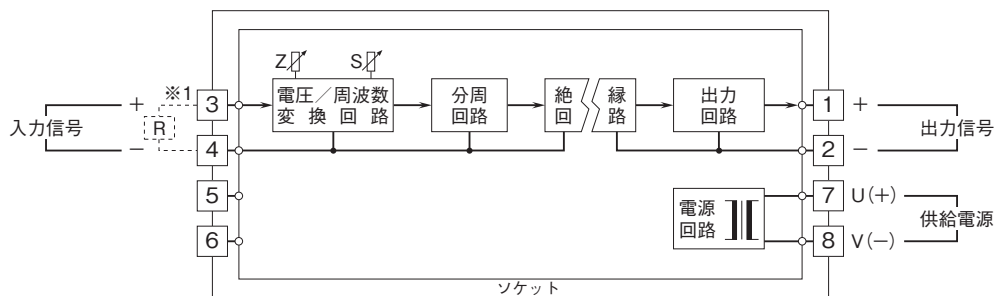 Z
S
※1
入力信号
+
R
−
3
4
5
6
電圧／周波数
変換回路
分周
回路
絶縁
回路
出力
回路
1
2
+
−
出力信号
電源
回路
7
8
U(+)
V(−)
供給電源
ソケット